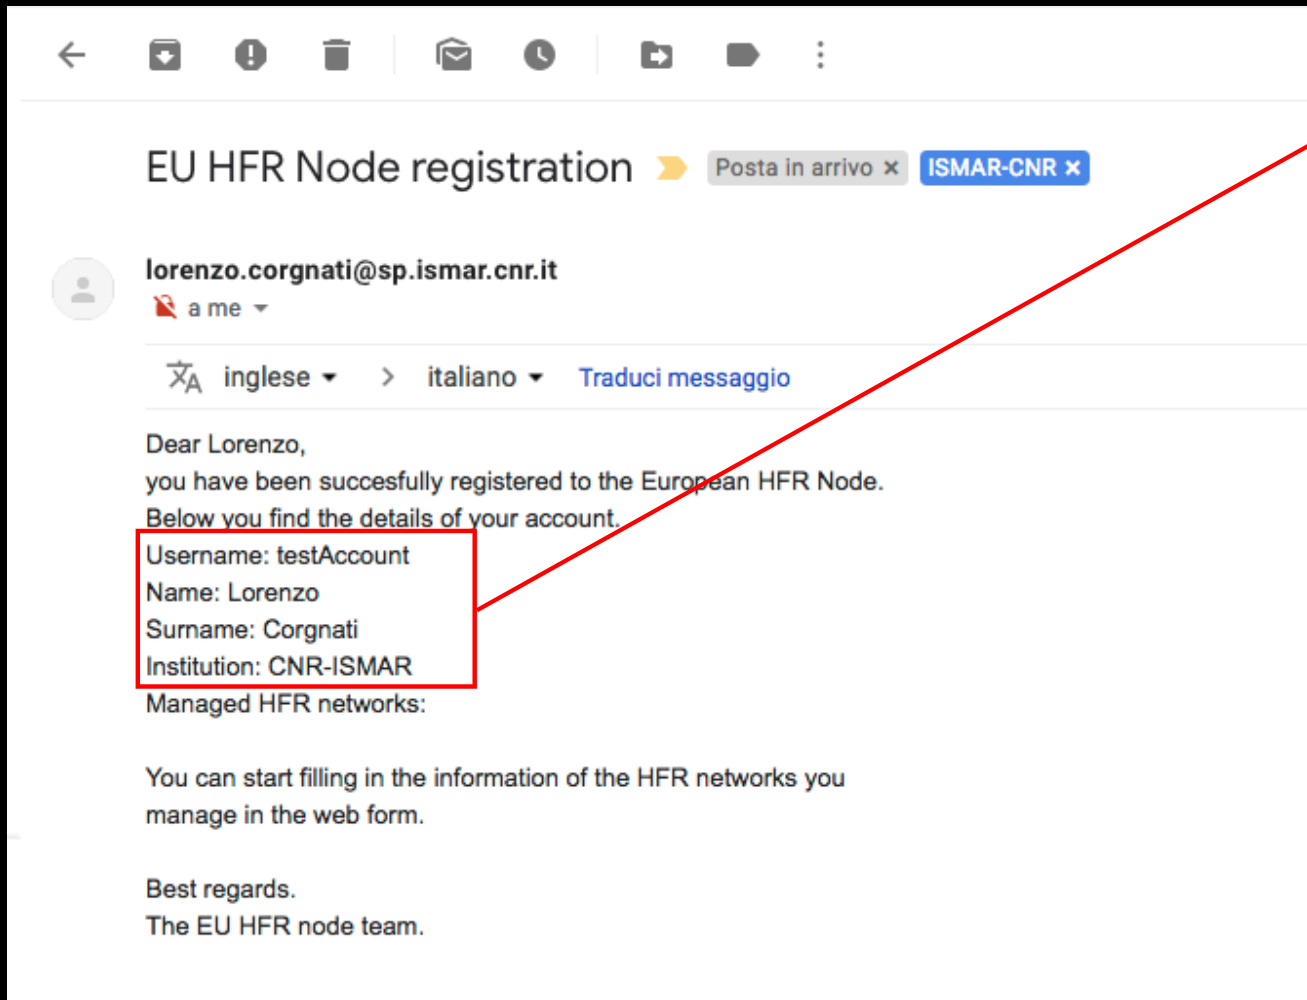 EU HFR Node registration Posta in arrivo × ISMAR-CNR ×
lorenzo.corgnati@sp.ismar.cnr.it
a me
inglese > italiano Traduci messaggio
Dear Lorenzo,
you have been succesfully registered to the European HFR Node.
Below you find the details of your account.
Username: testAccount
Name: Lorenzo
Surname: Corgnati
Institution: CNR-ISMAR
Managed HFR networks:
You can start filling in the information of the HFR networks you
manage in the web form.
Best regards.
The EU HFR node team.